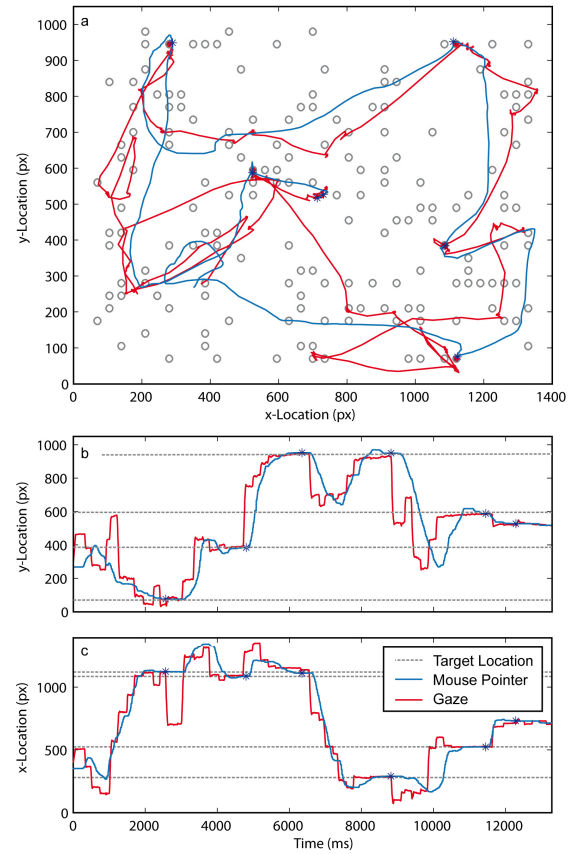 a
1000
900
800
700
600
500
400
300
200
100
0
y-Location (px)
0 200 400 600 800 1000 1200 1400
x-Location (px)
b
1000
800
600
400
200
0
y-Location (px)
c
1000
500
0
x-Location (px)
Target Location
Mouse Pointer
Gaze
0 2000 4000 6000 8000 10000 12000
Time (ms)